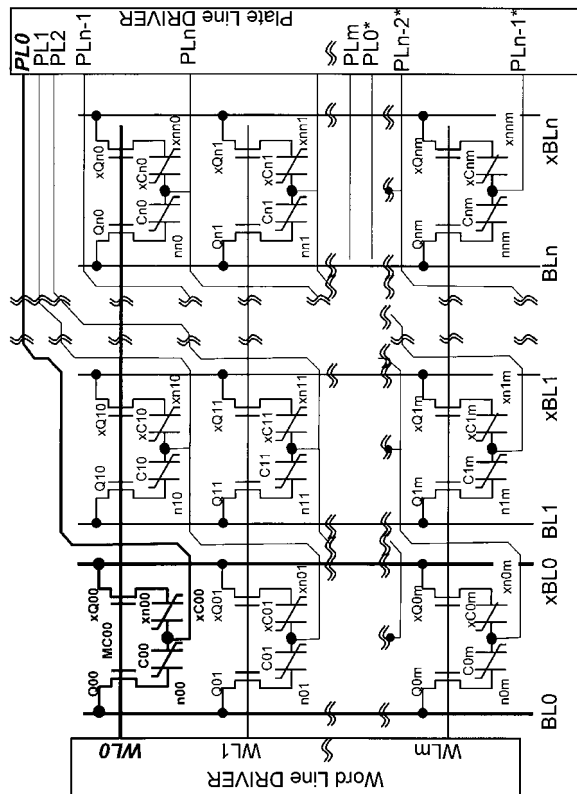 Plate Line DRIVER
PL0
PL1
PL2
PLn-1
PLn
PLm
PL0*
PLn-2*
PLn-1*
xQn0
xnn0
xCn0
Qn0
Cn0
nn0
xQn1
xnn1
xCn1
Qn1
Cn1
nn1
xQnm
xnnm
xCnm
Qnm
Cnm
nnm
xBLn
BLn
xQ10
xn10
xC10
Q10
C10
n10
xQ11
xn11
xC11
Q11
C11
n11
xQ1m
xn1m
xC1m
Q1m
C1m
n1m
xBL1
BL1
xQ00
xn00
xC00
MC00
Q00
C00
n00
xQ01
xn01
xC01
Q01
C01
n01
xQ0m
xn0m
xC0m
Q0m
C0m
n0m
xBL0
BL0
WL0
WL1
WLm
Word Line DRIVER